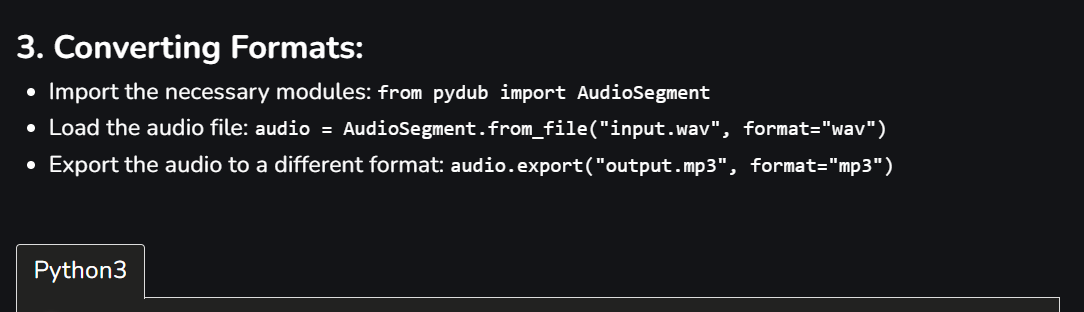 3. Converting Formats:
• Import the necessary modules: from pydub import AudioSegment
• Load the audio file: audio = AudioSegment.from_file("input.wav", format="wav")
• Export the audio to a different format: audio.export("output.mp3", format="mp3")
Python3